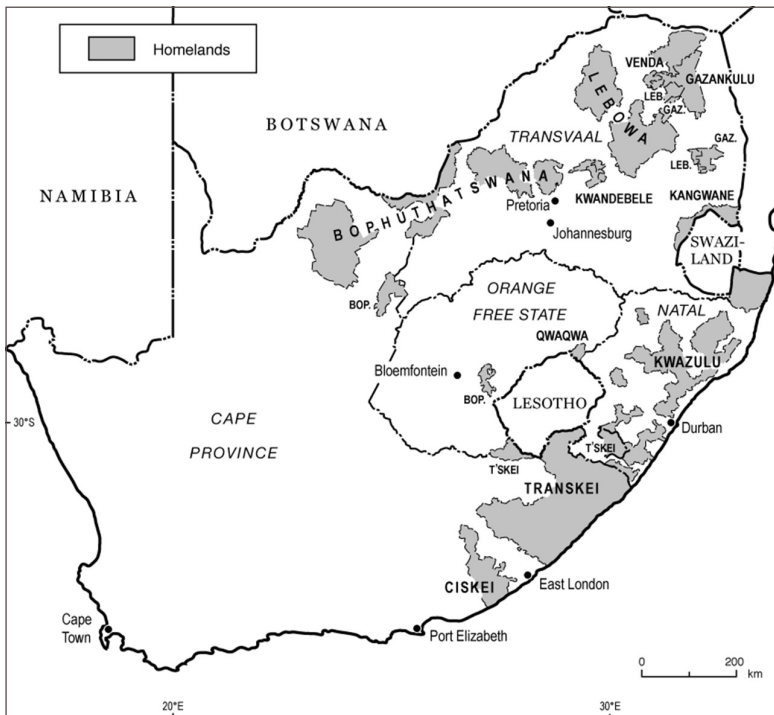 Homelands
VENDA
GAZANKULU
LEBOWA
LEB.
GAZ.
BOTSWANA
TRANSVAAL
GAZ.
LEB.
NAMIBIA
BOPHUTHATSWANA
KWANDEBELE
KANGWANE
Pretoria
Johannesburg
SWAZI-
LAND
BOP.
ORANGE
FREE STATE
NATAL
QWAQWA
KWAZULU
Bloemfontein
BOP.
LESOTHO
30°S
CAPE
PROVINCE
Durban
T'SKEI
T'SKEI
TRANSKEI
CISKEI
East London
Cape
Town
Port Elizabeth
0 200
km
20°E
30°E